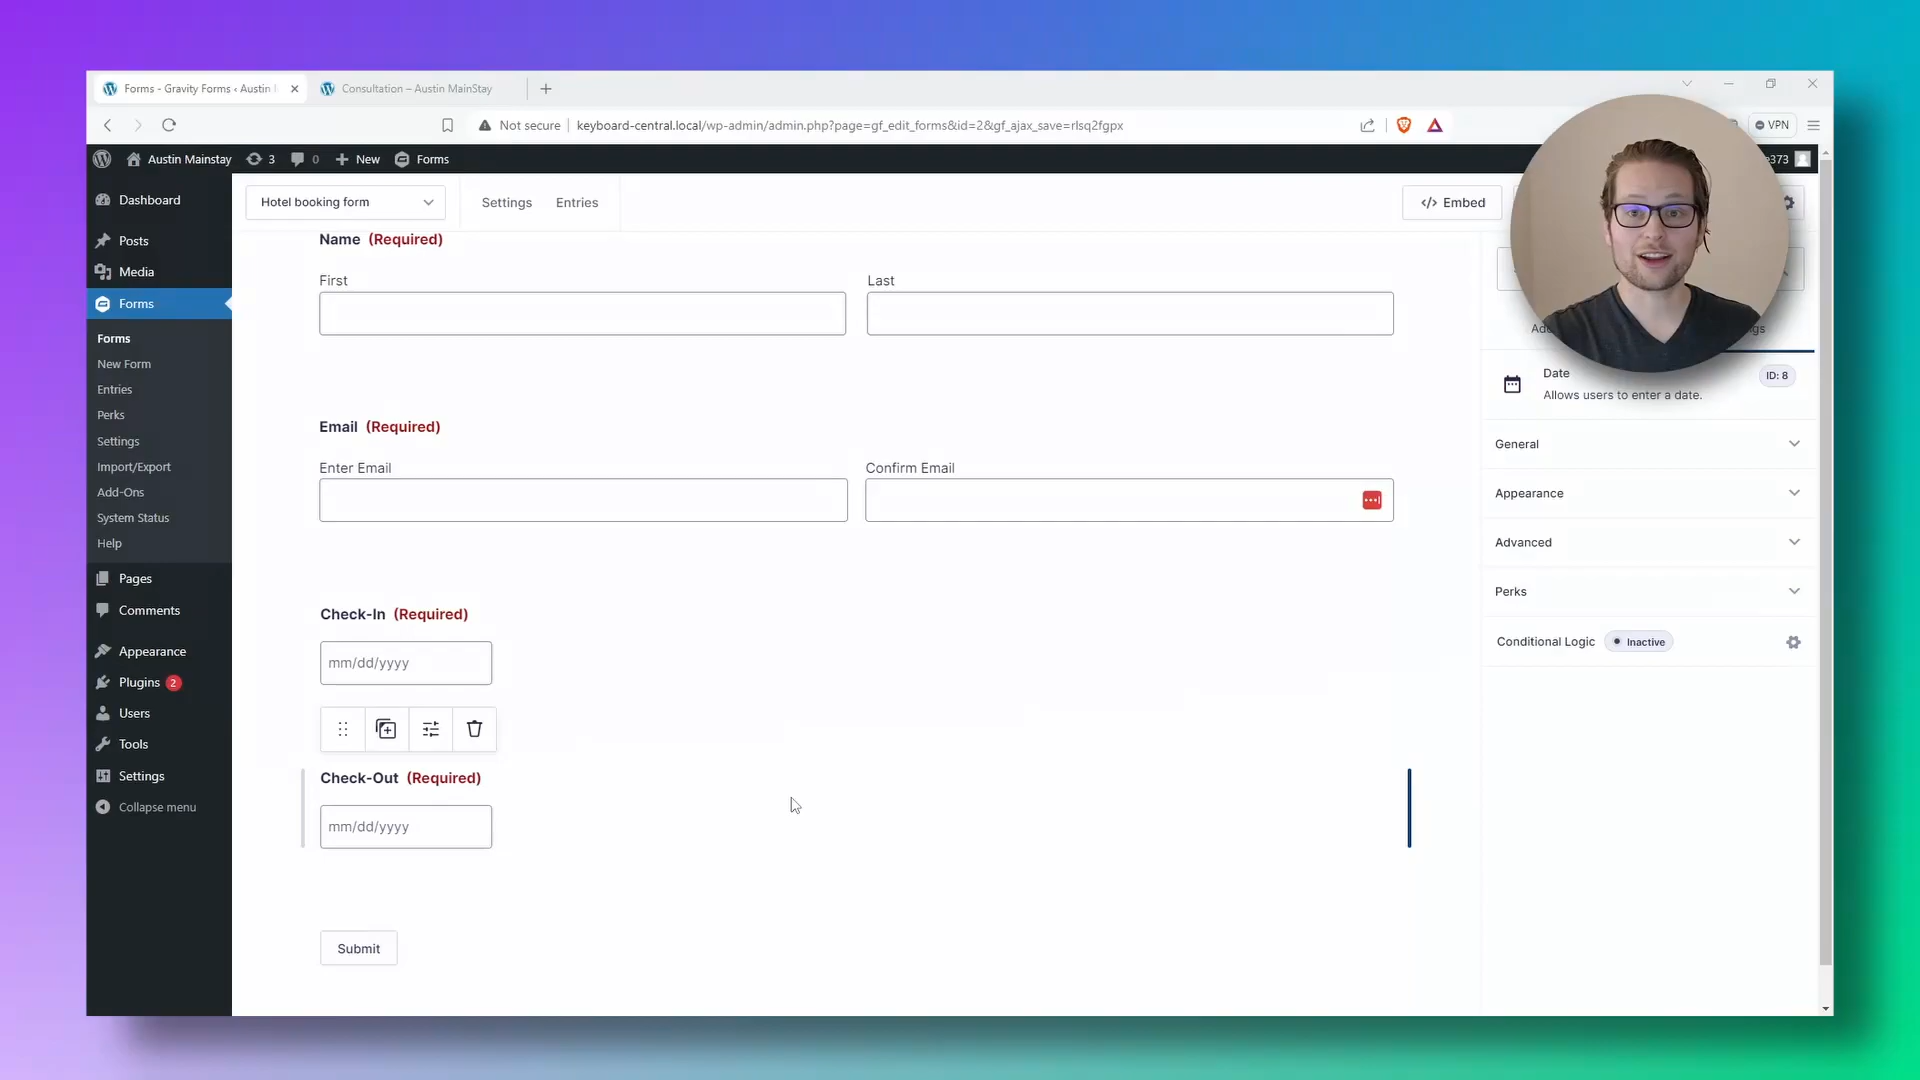 Forms - Gravity Forms ‹ Austin
Consultation – Austin MainStay
Not secure
keyboard-central.local/wp-admin/admin.php?page=gf_edit_forms&id=2&gf_ajax_save=rlsq2fgpx
VPN
Austin Mainstay
3
0
New
Forms
e373
Dashboard
Posts
Media
Forms
Forms
New Form
Entries
Perks
Settings
Import/Export
Add-Ons
System Status
Help
Pages
Comments
Appearance
Plugins 2
Users
Tools
Settings
Collapse menu
Hotel booking form
Settings
Entries
</> Embed
Name (Required)
First
Last
Email (Required)
Enter Email
Confirm Email
Check-In (Required)
mm/dd/yyyy
Check-Out (Required)
mm/dd/yyyy
Submit
Date
ID: 8
Allows users to enter a date.
General
Appearance
Advanced
Perks
Conditional Logic
Inactive